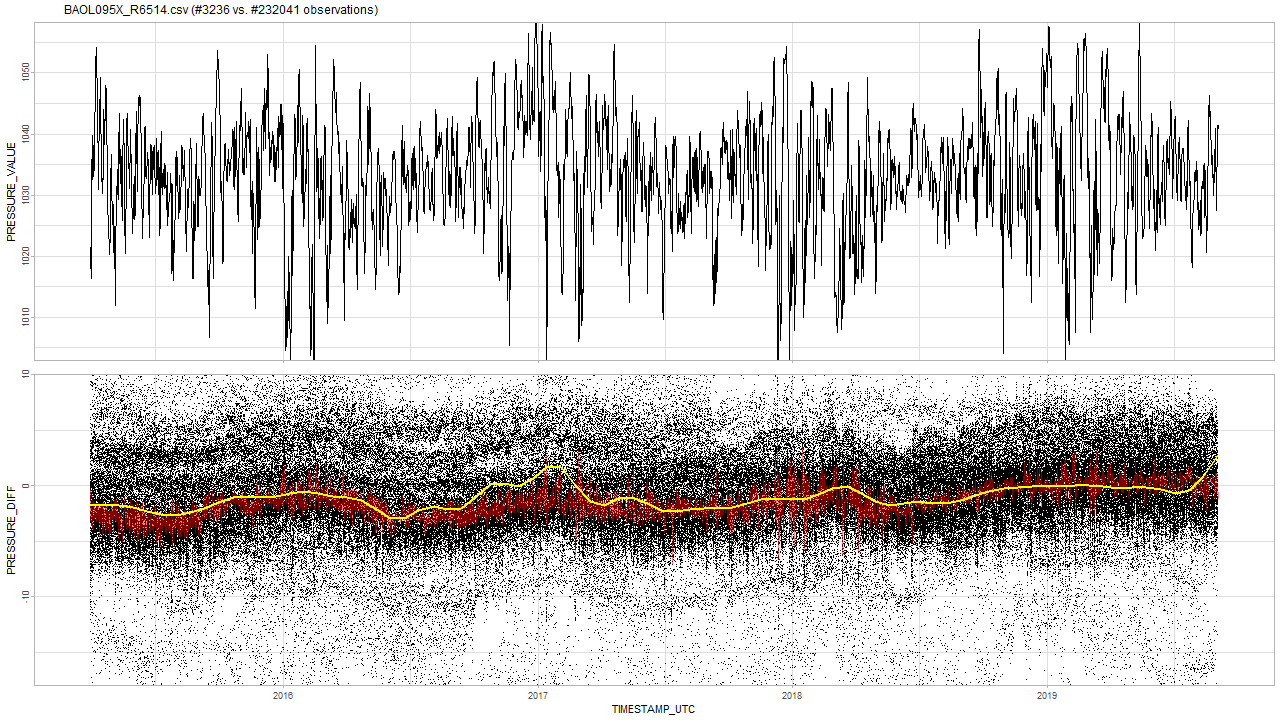 BAOL095X_R6514.csv (#3236 vs. #232041 observations)
PRESSURE_VALUE
1050
1040
1030
1020
1010
PRESSURE_DIFF
10
0
-10
2016 2017 2018 2019
TIMESTAMP_UTC